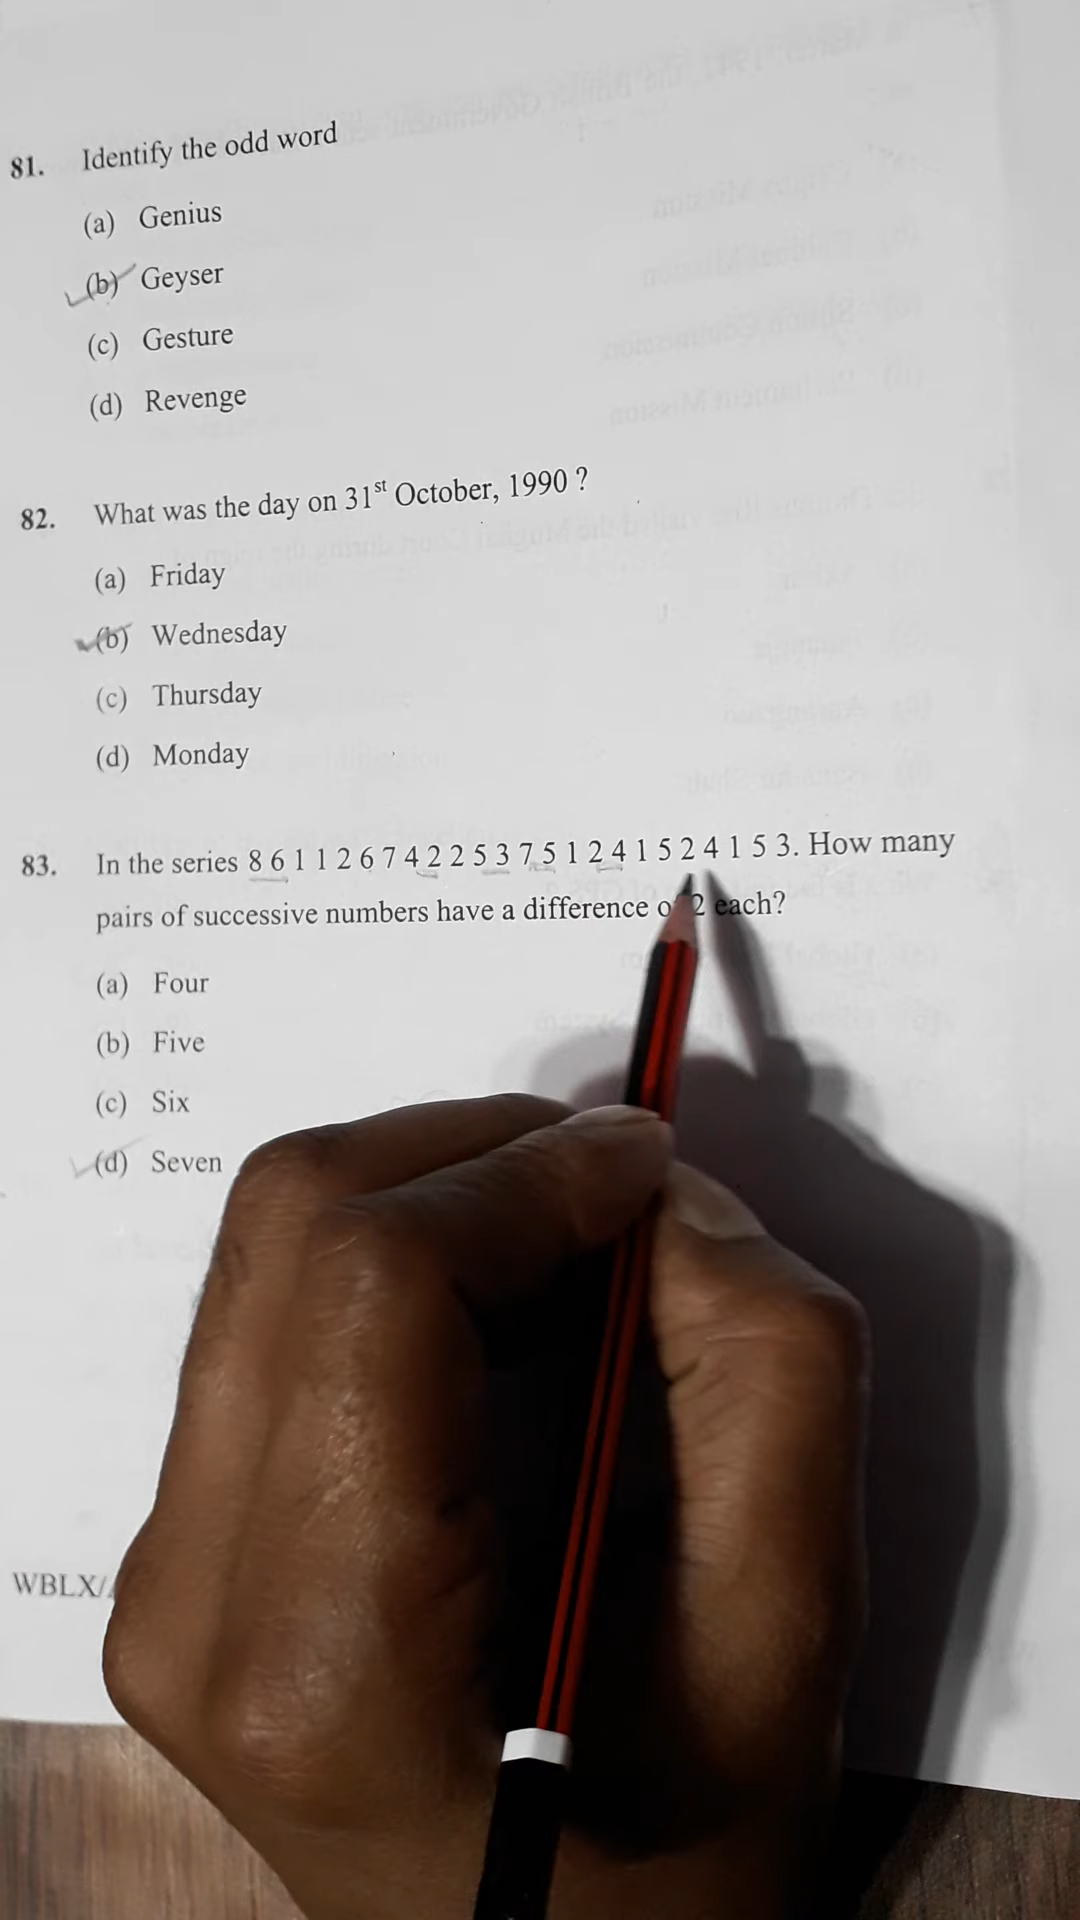 81. Identify the odd word
(a) Genius
(b) Geyser
(c) Gesture
(d) Revenge
82. What was the day on 31st October, 1990 ?
(a) Friday
(b) Wednesday
(c) Thursday
(d) Monday
83. In the series 8 6 1 1 2 6 7 4 2 2 5 3 7 5 1 2 4 1 5 2 4 1 5 3. How many
pairs of successive numbers have a difference 2 each?
(a) Four
(b) Five
(c) Six
(d) Seven
WBLX/